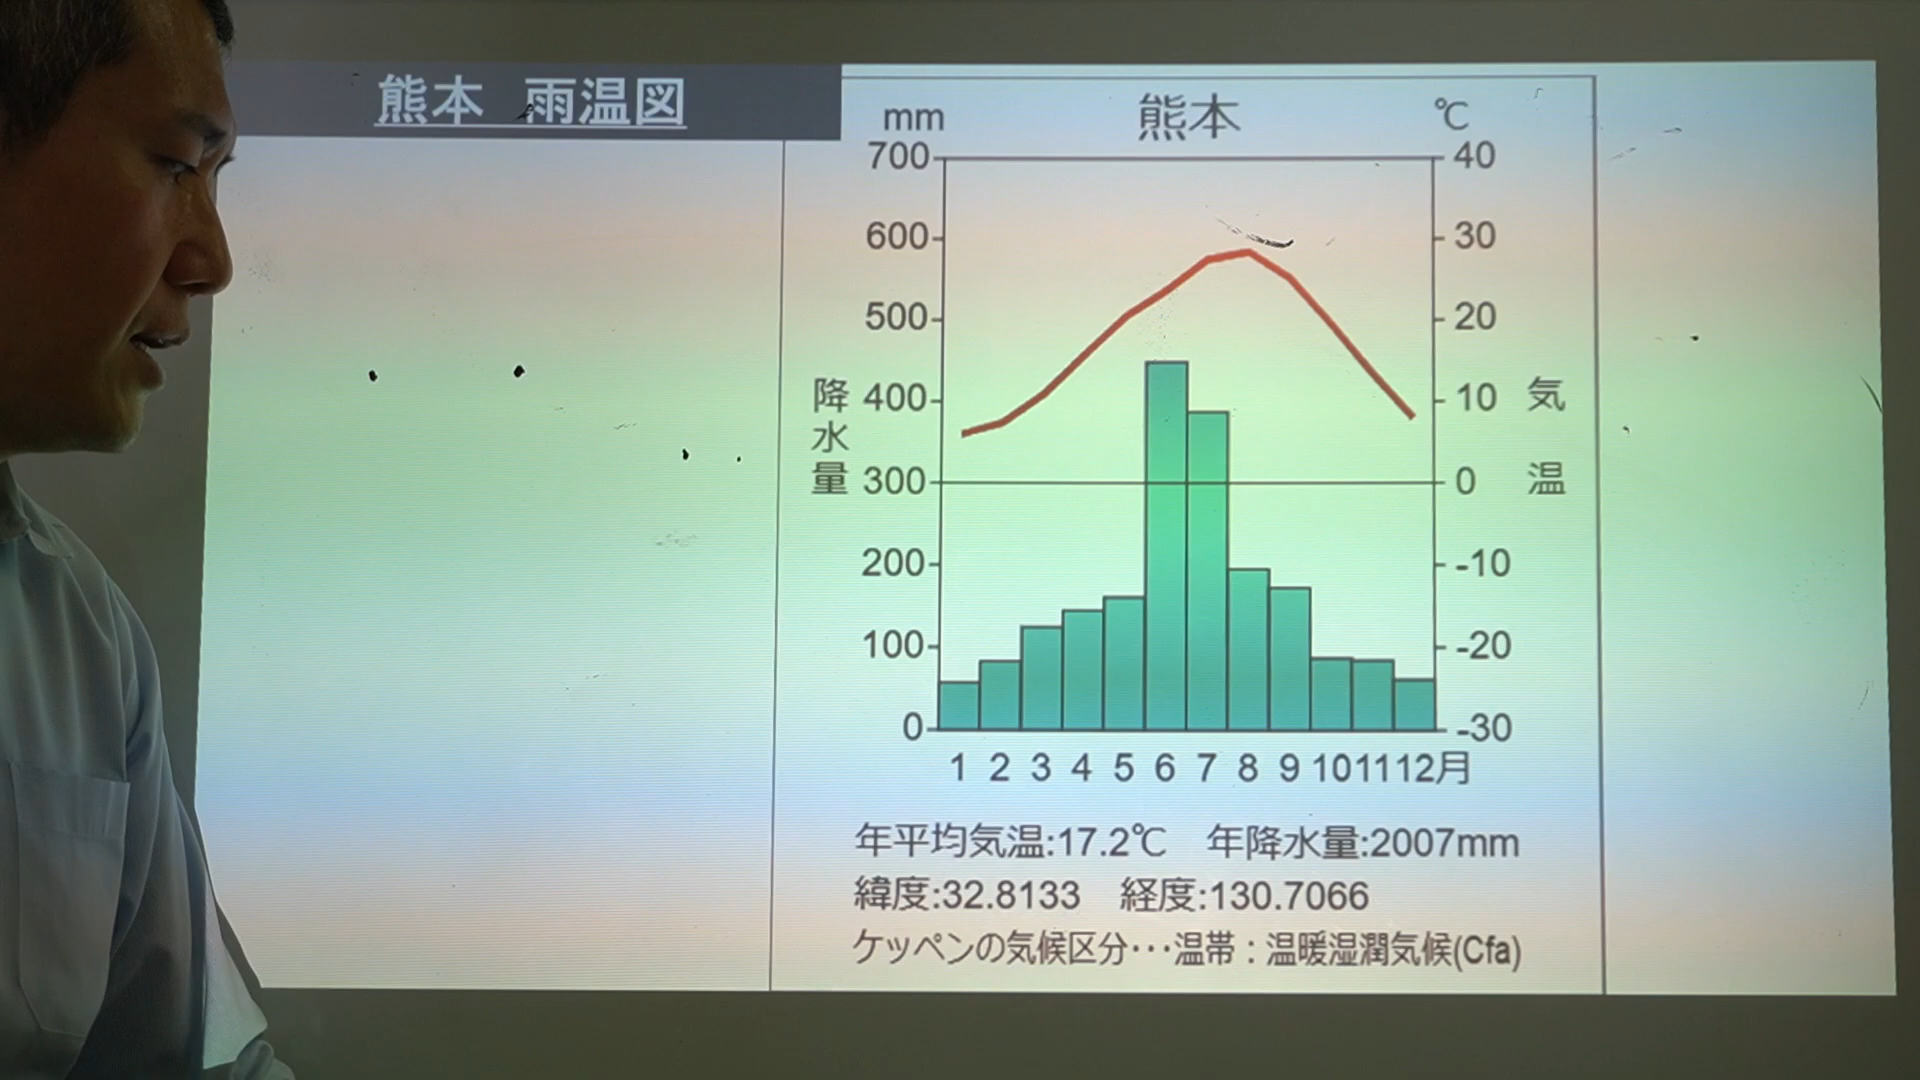 熊本 雨温図
mm 熊本 ℃
700 40
600 30
500 20
400 10
300 0
200 -10
100 -20
0 -30
降水量
気温
1 2 3 4 5 6 7 8 9 10 11 12月
年平均気温:17.2℃ 年降水量:2007mm
緯度:32.8133 経度:130.7066
ケッペンの気候区分･･･温帯：温暖湿潤気候(Cfa)